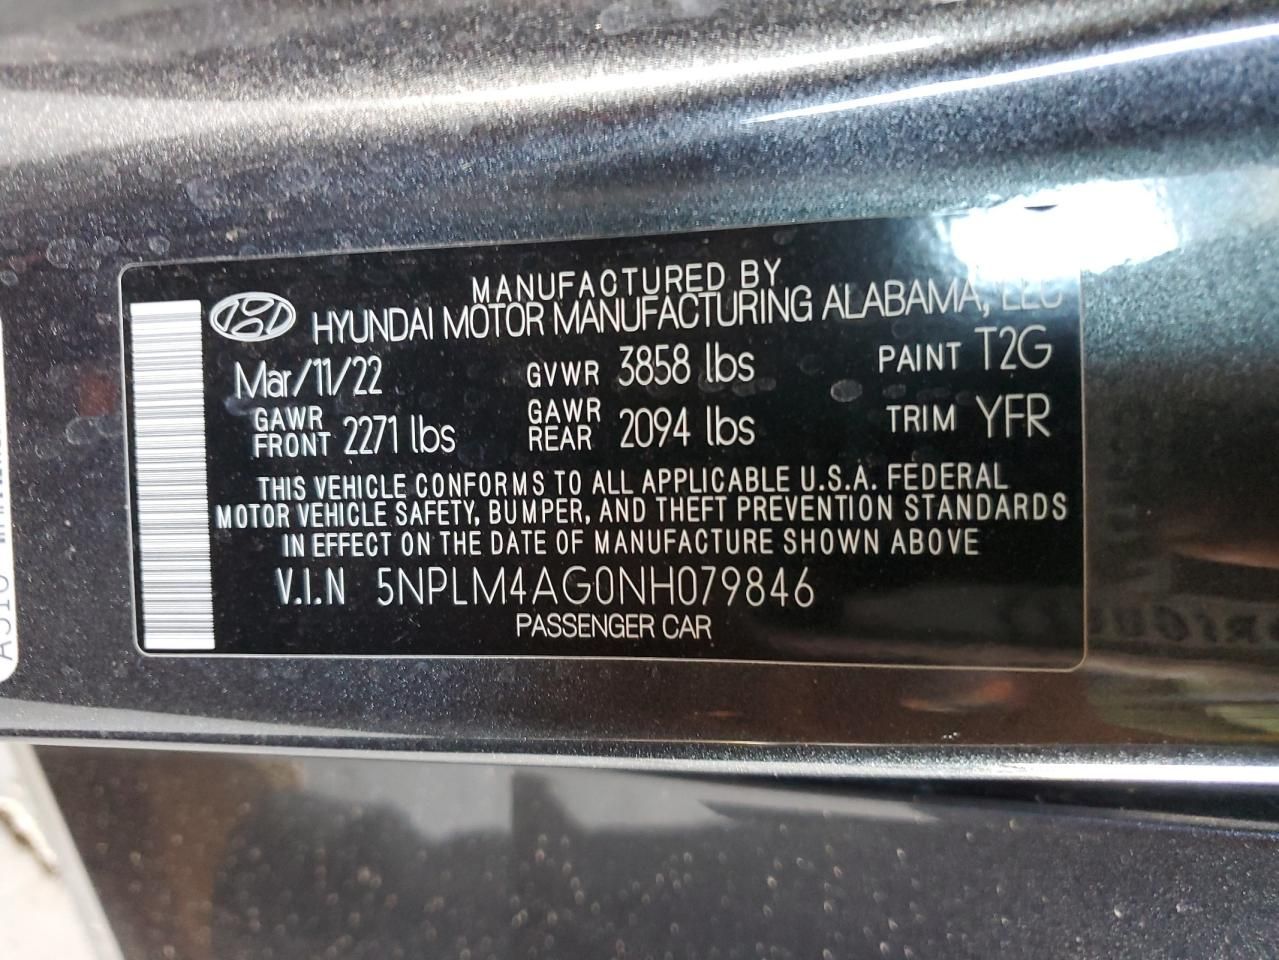 MANUFACTURED BY
HYUNDAI MOTOR MANUFACTURING ALABAMA, LLC
Mar/11/22 GVWR 3858 lbs PAINT T2G
GAWR FRONT 2271 lbs GAWR REAR 2094 lbs TRIM YFR
THIS VEHICLE CONFORMS TO ALL APPLICABLE U.S.A. FEDERAL
MOTOR VEHICLE SAFETY, BUMPER, AND THEFT PREVENTION STANDARDS
IN EFFECT ON THE DATE OF MANUFACTURE SHOWN ABOVE
V.I.N 5NPLM4AG0NH079846
PASSENGER CAR